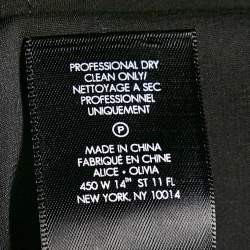 PROFESSIONAL DRY
CLEAN ONLY/
NETTOYAGE A SEC
PROFESSIONNEL
UNIQUEMENT
P
MADE IN CHINA
FABRIQUÉ EN CHINE
ALICE + OLIVIA
450 W 14TH ST 11 FL
NEW YORK, NY 10014